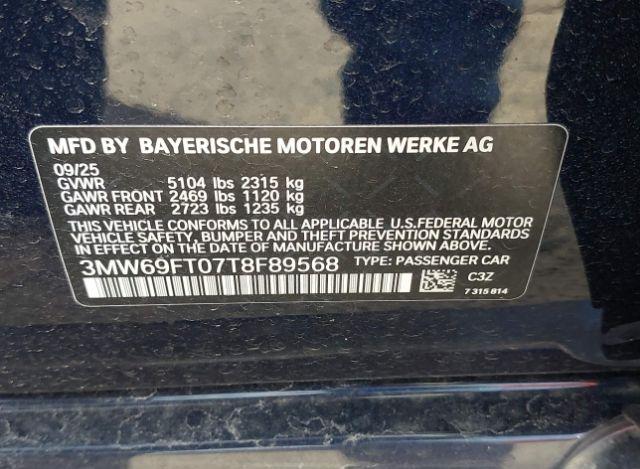 MFD BY BAYERISCHE MOTOREN WERKE AG
09/25
GVWR 5104 lbs 2315 kg
GAWR FRONT 2469 lbs 1120 kg
GAWR REAR 2723 lbs 1235 kg
THIS VEHICLE CONFORMS TO ALL APPLICABLE U.S.FEDERAL MOTOR
VEHICLE SAFETY, BUMPER AND THEFT PREVENTION STANDARDS
IN EFFECT ON THE DATE OF MANUFACTURE SHOWN ABOVE.
3MW69FT07T8F89568 TYPE: PASSENGER CAR
C3Z
7 315 814